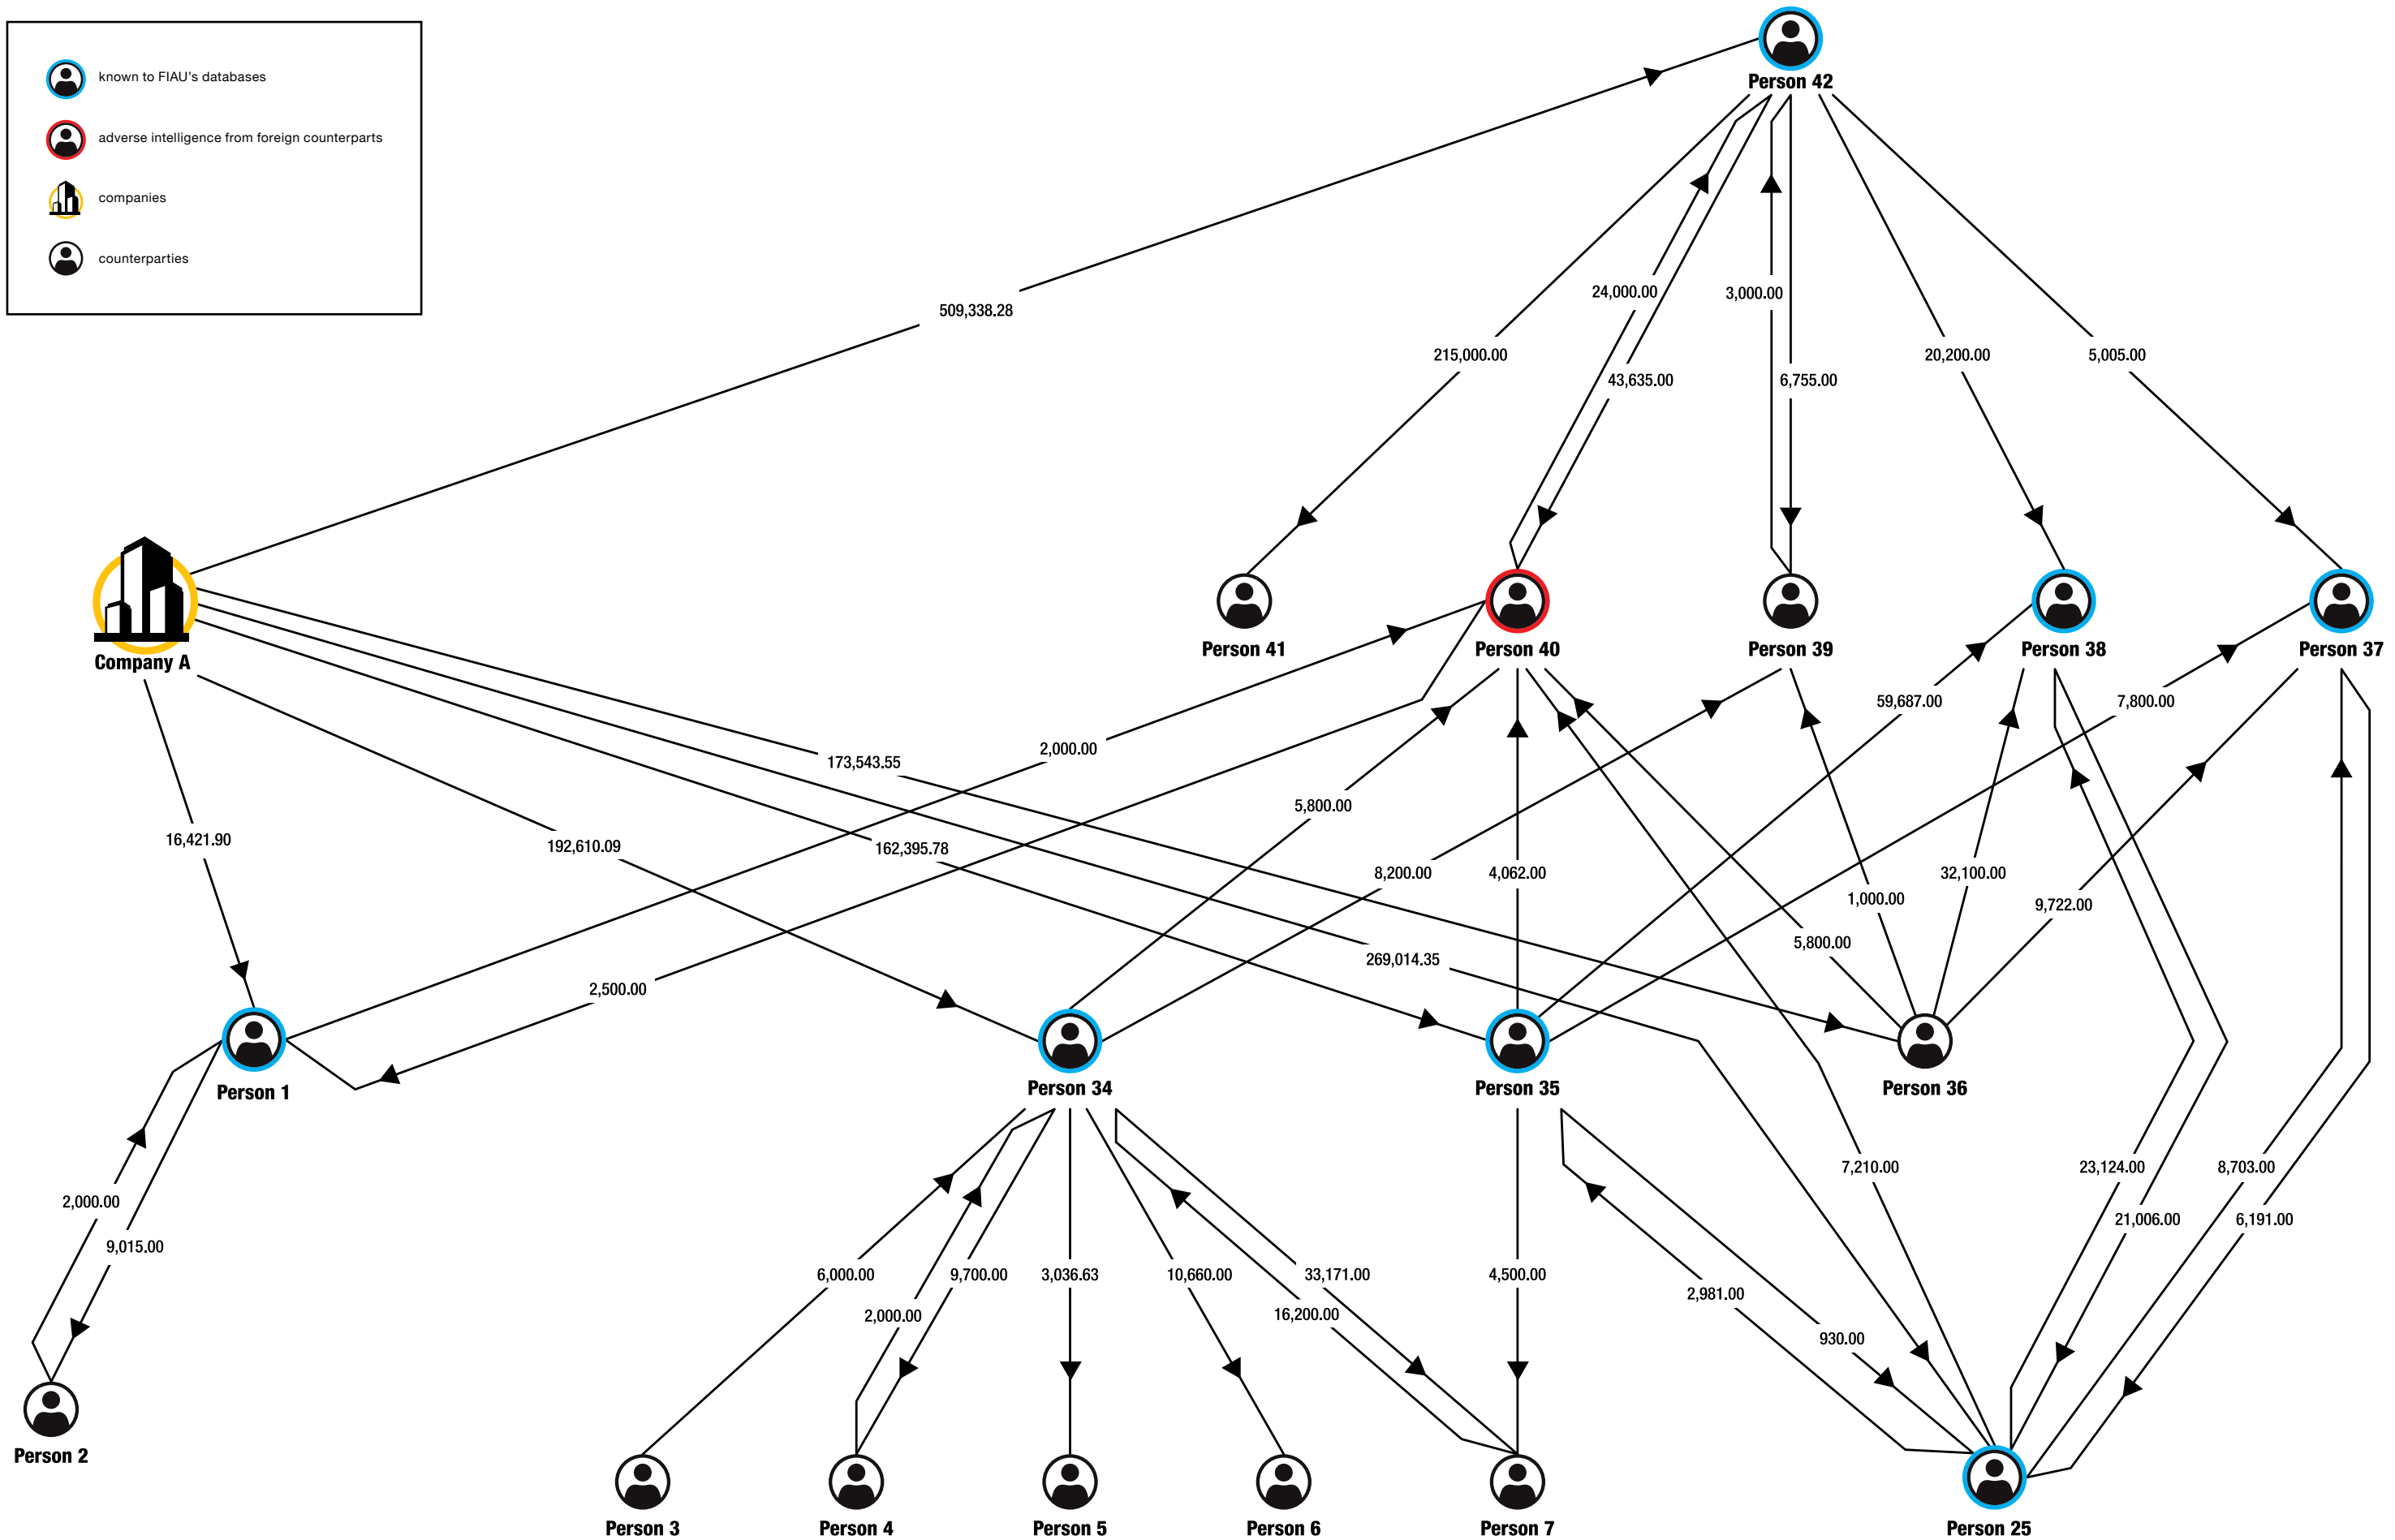 known to FIAU's databases
adverse intelligence from foreign counterparts
companies
counterparties
Person 42
509,338.28
24,000.00
3,000.00
215,000.00
20,200.00
5,005.00
43,635.00
6,755.00
Company A
Person 41
Person 40
Person 39
Person 38
Person 37
59,687.00
7,800.00
2,000.00
173,543.55
5,800.00
16,421.90
192,610.09
162,395.78
8,200.00
4,062.00
32,100.00
1,000.00
9,722.00
5,800.00
269,014.35
2,500.00
Person 1
Person 34
Person 35
Person 36
7,210.00
23,124.00
8,703.00
2,000.00
21,006.00
6,191.00
9,015.00
6,000.00
9,700.00
3,036.63
10,660.00
33,171.00
4,500.00
2,981.00
2,000.00
16,200.00
930.00
Person 2
Person 3
Person 4
Person 5
Person 6
Person 7
Person 25